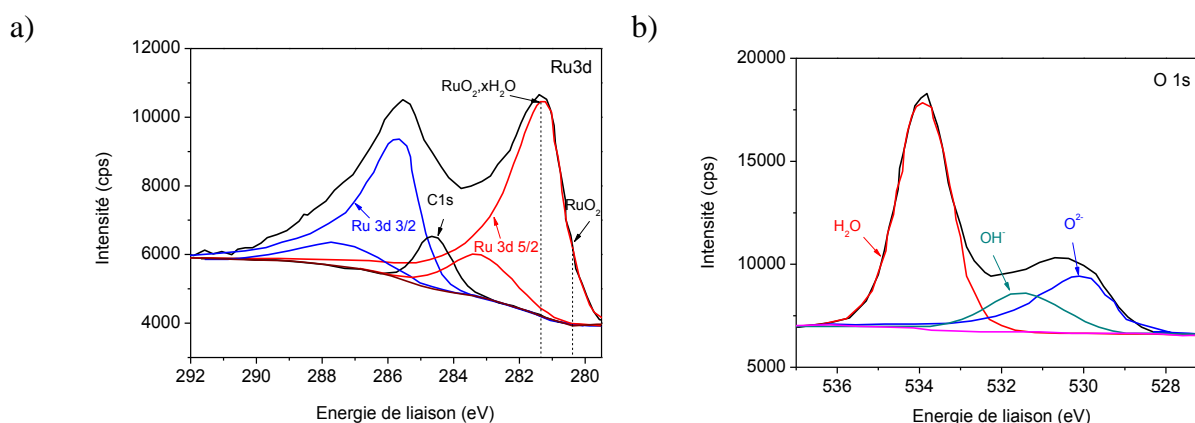 a)
12000
10000
8000
6000
4000
Intensité (cps)
Ru3d
RuO2,xH2O
RuO2
C1s
Ru 3d 3/2
Ru 3d 5/2
292 290 288 286 284 282 280
Energie de liaison (eV)
b)
20000
15000
10000
5000
Intensité (cps)
O 1s
H2O
OH-
O2-
536 534 532 530 528
Energie de liaison (eV)